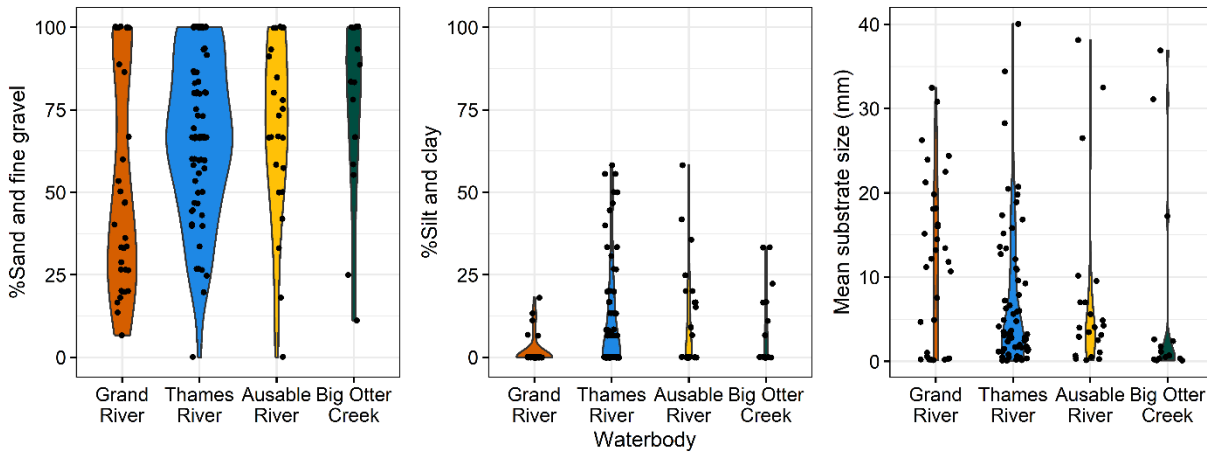 %Sand and fine gravel
100
75
50
25
0
Grand River
Thames River
Ausable River
Big Otter Creek
%Silt and clay
100
75
50
25
0
Grand River
Thames River
Ausable River
Big Otter Creek
Waterbody
Mean substrate size (mm)
40
30
20
10
0
Grand River
Thames River
Ausable River
Big Otter Creek